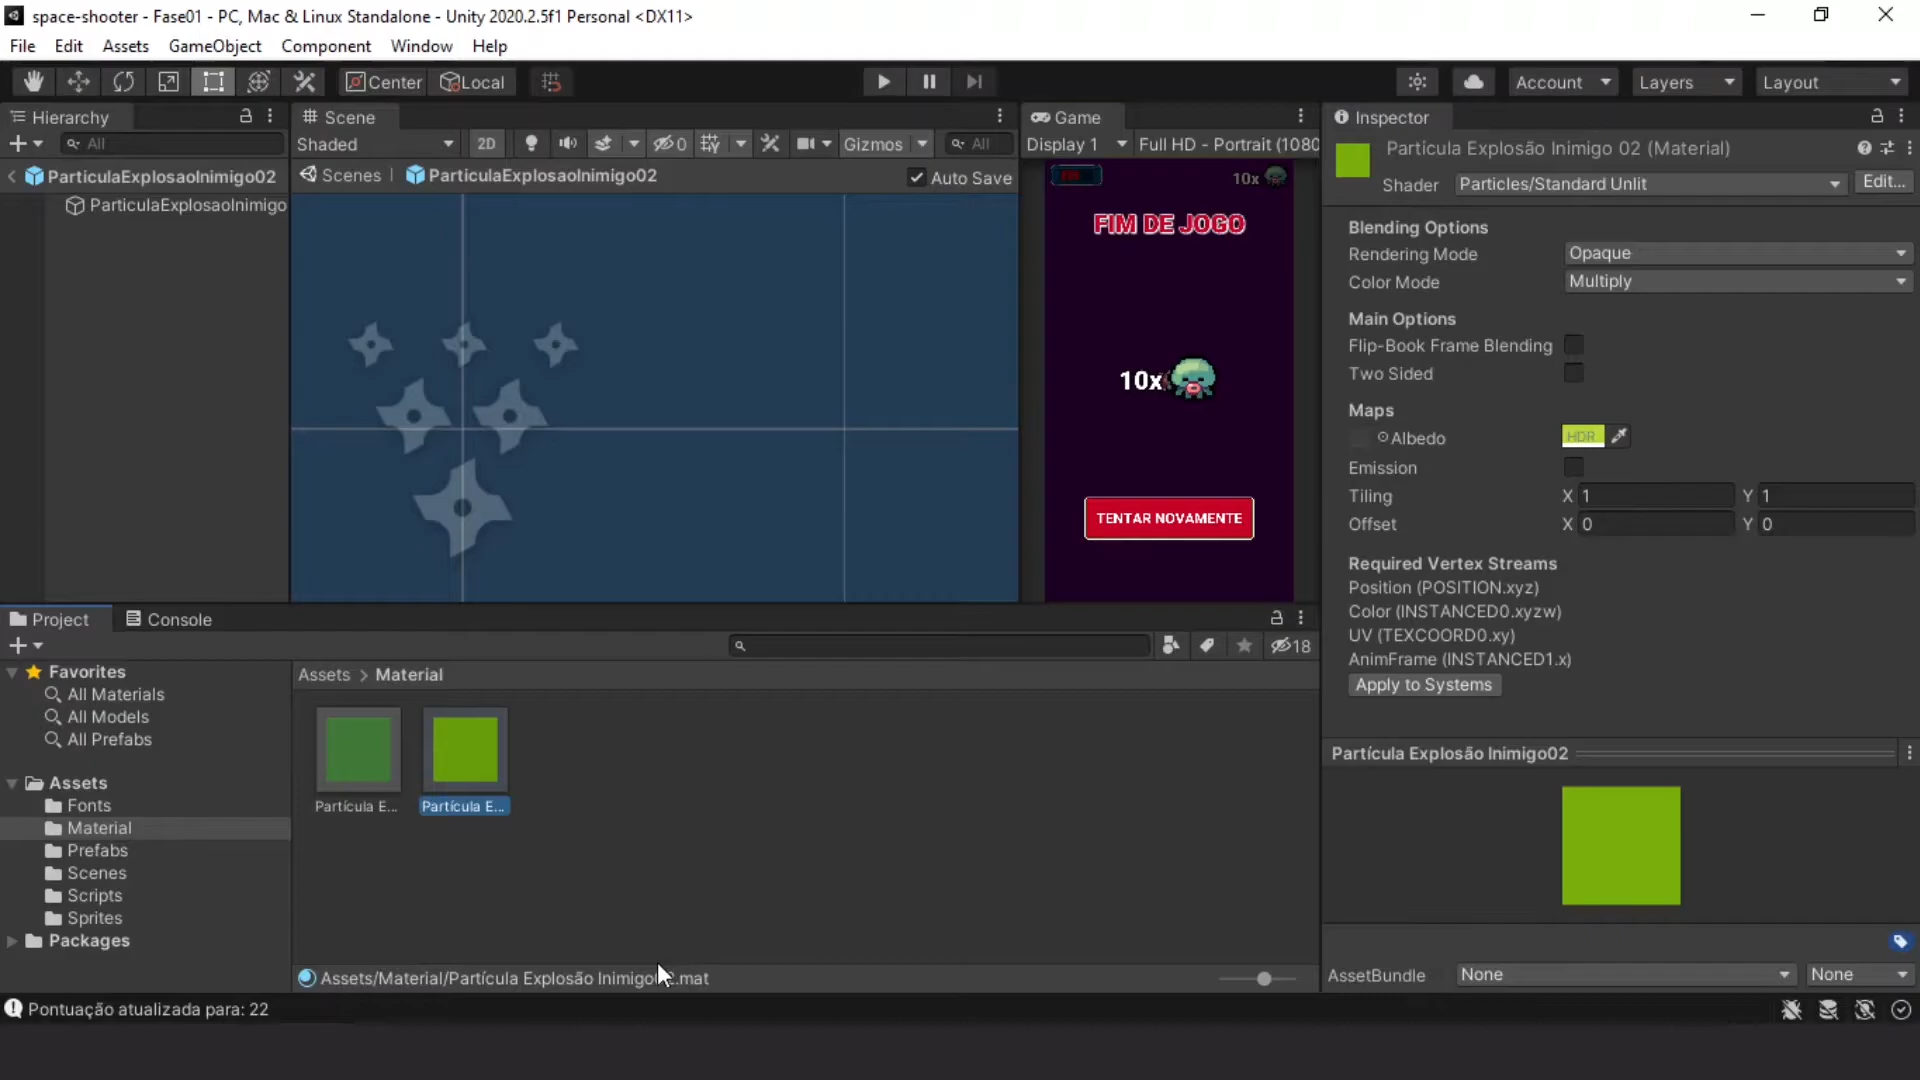 space-shooter - Fase01 - PC, Mac & Linux Standalone - Unity 2020.2.5f1 Personal <DX11>
File Edit Assets GameObject Component Window Help
Center Local Account Layers Layout
Hierarchy
All
ParticulaExplosaoInimigo02
ParticulaExplosaoInimigo
Scene
Shaded 2D 0 Gizmos All
Scenes ParticulaExplosaoInimigo02 Auto Save
Game
Display 1 Full HD - Portrait (1080
10x
FIM DE JOGO
10x
TENTAR NOVAMENTE
Inspector
Partícula Explosão Inimigo 02 (Material)
Shader Particles/Standard Unlit Edit...
Blending Options
Rendering Mode Opaque
Color Mode Multiply
Main Options
Flip-Book Frame Blending
Two Sided
Maps
Albedo HDR
Emission
Tiling X 1 Y 1
Offset X 0 Y 0
Required Vertex Streams
Position (POSITION.xyz)
Color (INSTANCED0.xyzw)
UV (TEXCOORD0.xy)
AnimFrame (INSTANCED1.x)
Apply to Systems
Partícula Explosão Inimigo02
AssetBundle None None
Project Console
18
Favorites
All Materials
All Models
All Prefabs
Assets
Fonts
Material
Prefabs
Scenes
Scripts
Sprites
Packages
Assets > Material
Partícula E... Partícula E...
Assets/Material/Partícula Explosão Inimigo02.mat
Pontuação atualizada para: 22